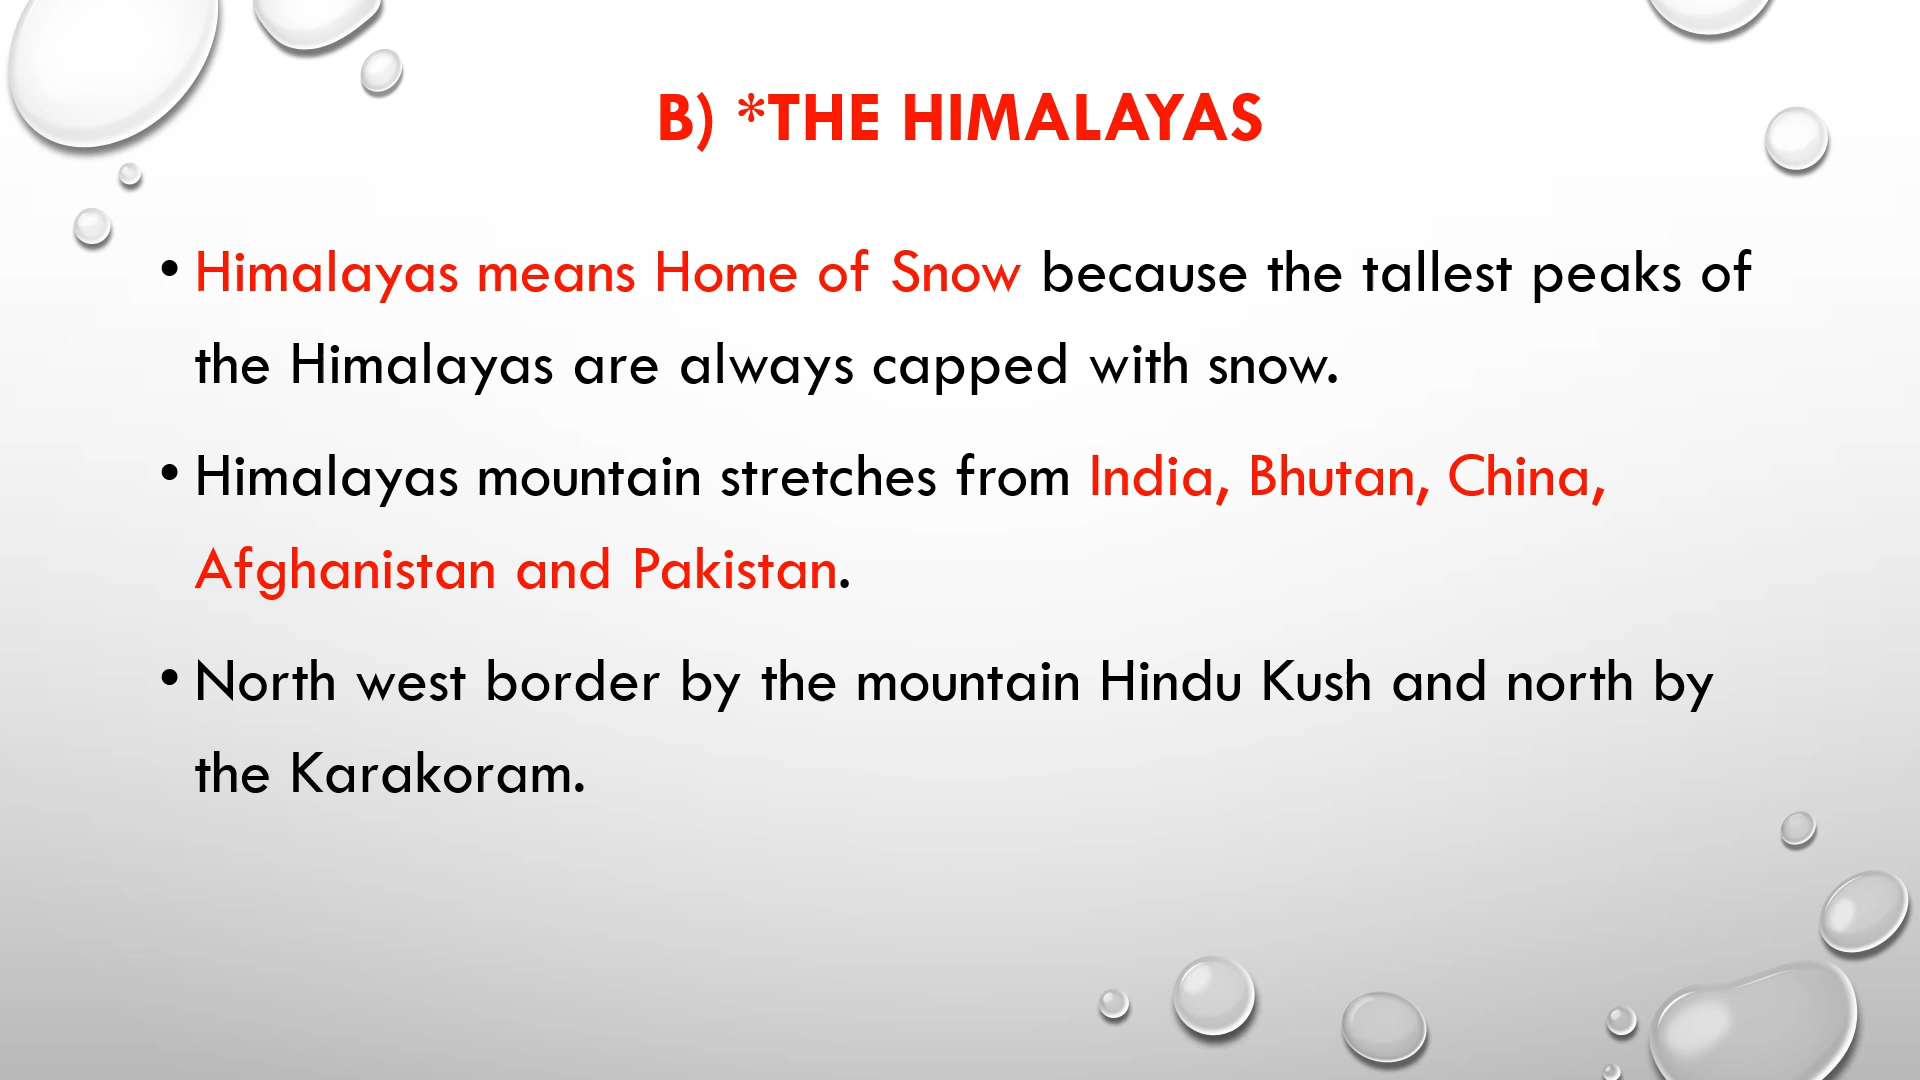 B) *THE HIMALAYAS
• Himalayas means Home of Snow because the tallest peaks of
the Himalayas are always capped with snow.
• Himalayas mountain stretches from India, Bhutan, China,
Afghanistan and Pakistan.
• North west border by the mountain Hindu Kush and north by
the Karakoram.